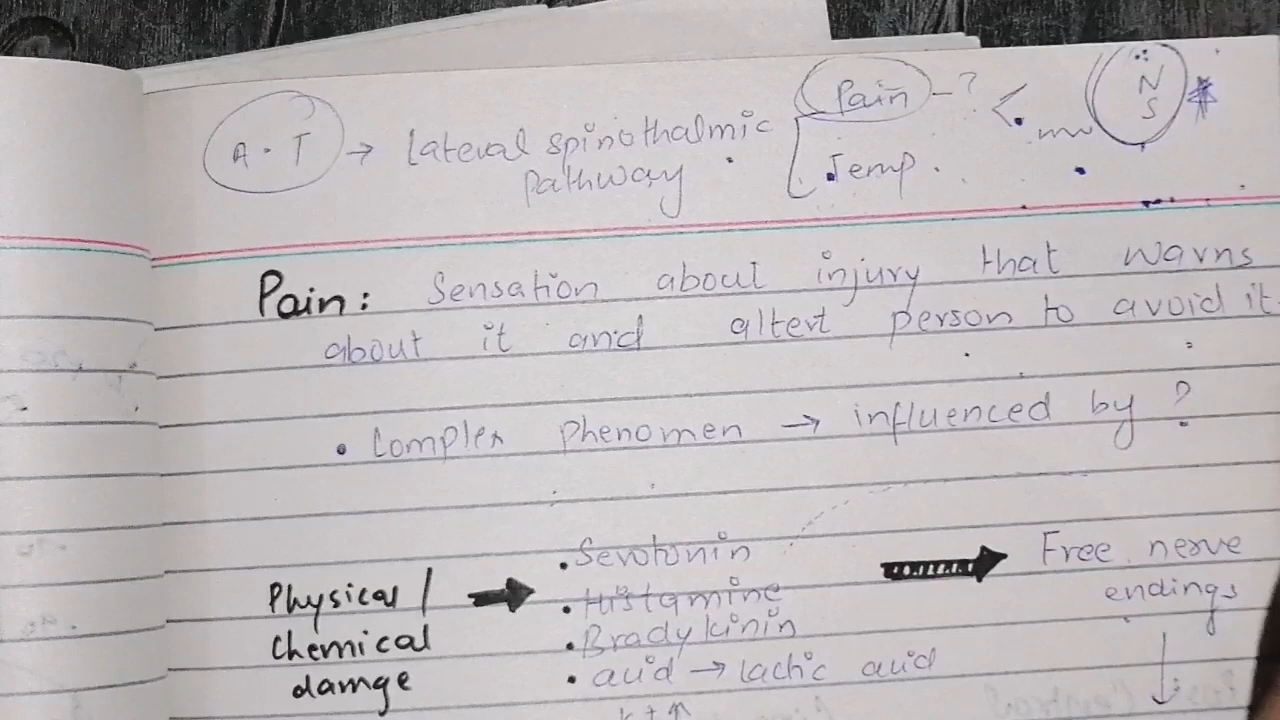 A. T → Lateral spinothalmic pathway
Pain - ? <
Temp.
N
S *
Pain: Sensation about injury that warns
about it and altert person to avoid it
• Complex phenomen → influenced by ?
Physical /
chemical
damge
• Serotonin
• Histamine
• Bradykinin
• acid → lactic acid
K+ ↑
Free nerve
endings
↓